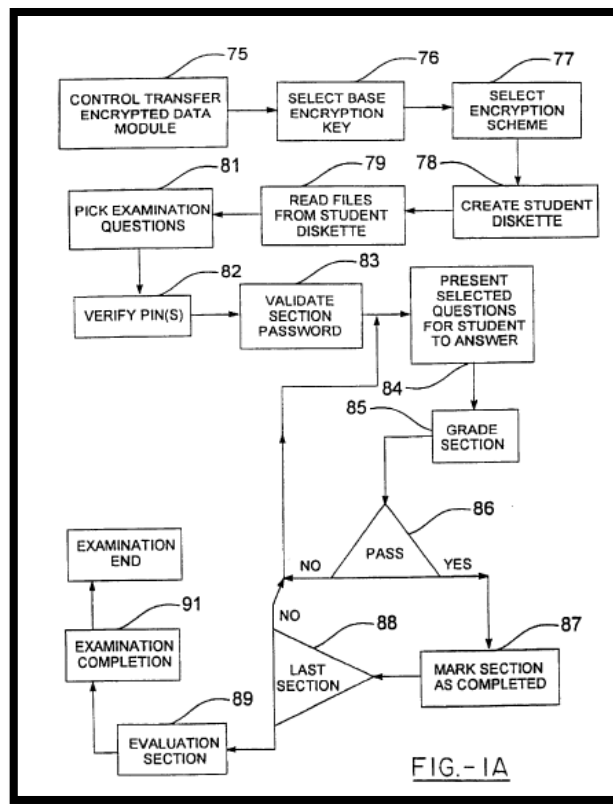 75
CONTROL TRANSFER
ENCRYPTED DATA
MODULE
76
SELECT BASE
ENCRYPTION
KEY
77
SELECT
ENCRYPTION
SCHEME
78
CREATE STUDENT
DISKETTE
79
READ FILES
FROM STUDENT
DISKETTE
81
PICK EXAMINATION
QUESTIONS
82
VERIFY PIN(S)
83
VALIDATE
SECTION
PASSWORD
PRESENT
SELECTED
QUESTIONS
FOR STUDENT
TO ANSWER
84
85
GRADE
SECTION
86
PASS
NO
YES
87
MARK SECTION
AS COMPLETED
88
LAST
SECTION
NO
89
EVALUATION
SECTION
91
EXAMINATION
COMPLETION
EXAMINATION
END
FIG.-1A